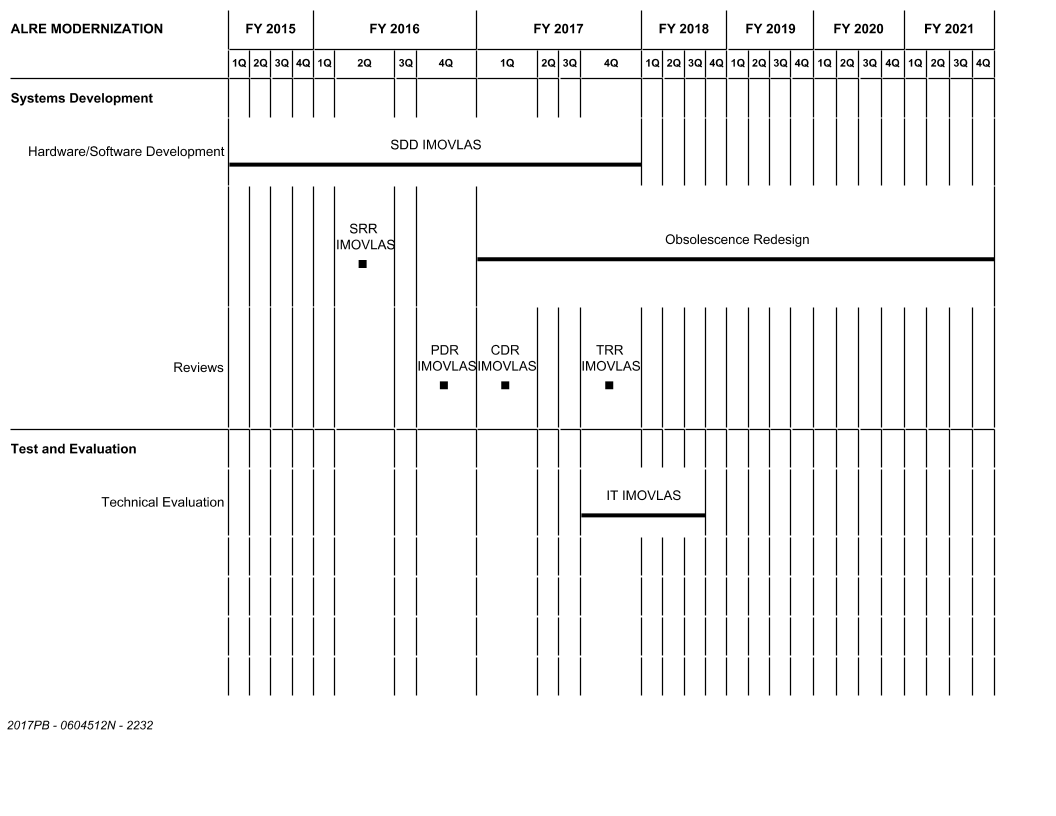 ALRE MODERNIZATION FY 2015 FY 2016 FY 2017 FY 2018 FY 2019 FY 2020 FY 2021
1Q 2Q 3Q 4Q 1Q 2Q 3Q 4Q 1Q 2Q 3Q 4Q 1Q 2Q 3Q 4Q 1Q 2Q 3Q 4Q 1Q 2Q 3Q 4Q 1Q 2Q 3Q 4Q
Systems Development
Hardware/Software Development SDD IMOVLAS
SRR
IMOVLAS
Obsolescence Redesign
PDR CDR TRR
Reviews IMOVLAS IMOVLAS IMOVLAS
Test and Evaluation
Technical Evaluation IT IMOVLAS
2017PB - 0604512N - 2232